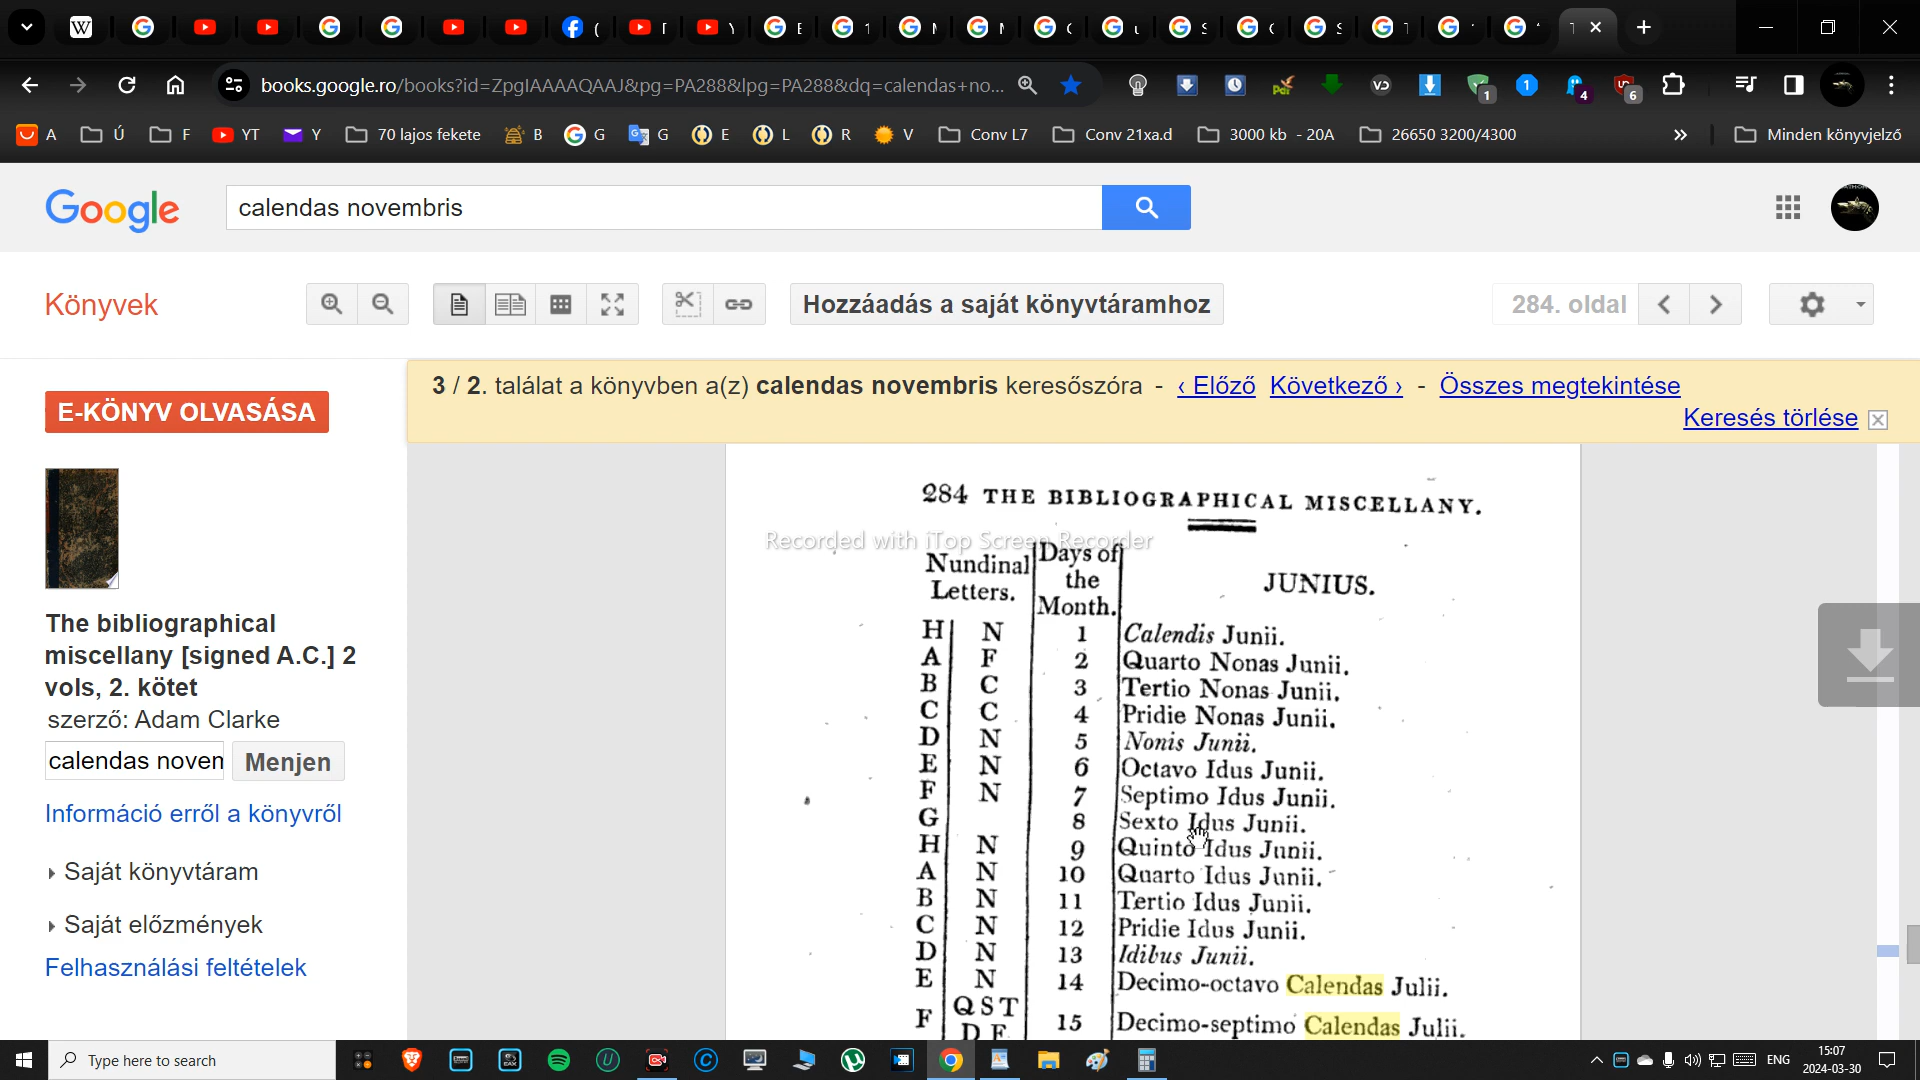 books.google.ro/books?id=ZpgIAAAAQAAJ&pg=PA288&lpg=PA288&dq=calendas+no...
1
1
4
6
A
Ú
F
YT
Y
70 lajos fekete
B
G
G
E
L
R
V
Conv L7
Conv 21xa.d
3000 kb - 20A
26650 3200/4300
»
Minden könyvjelző
Google
calendas novembris
Könyvek
Hozzáadás a saját könyvtáramhoz
284. oldal
E-KÖNYV OLVASÁSA
3 / 2. találat a könyvben a(z) calendas novembris keresőszóra - ‹ Előző Következő › - Összes megtekintése
Keresés törlése
The bibliographical
miscellany [signed A.C.] 2
vols, 2. kötet
szerző: Adam Clarke
calendas noven
Menjen
Információ erről a könyvről
Saját könyvtáram
Saját előzmények
Felhasználási feltételek
284 THE BIBLIOGRAPHICAL MISCELLANY.
Recorded with iTop Screen Recorder
Nundinal Letters.
Days of the Month.
JUNIUS.
H N 1 Calendis Junii.
A F 2 Quarto Nonas Junii.
B C 3 Tertio Nonas Junii.
C C 4 Pridie Nonas Junii.
D N 5 Nonis Junii.
E N 6 Octavo Idus Junii.
F N 7 Septimo Idus Junii.
G 8 Sexto Idus Junii.
H N 9 Quinto Idus Junii.
A N 10 Quarto Idus Junii.
B N 11 Tertio Idus Junii.
C N 12 Pridie Idus Junii.
D N 13 Idibus Junii.
E N 14 Decimo-octavo Calendas Julii.
F Q S T D F 15 Decimo-septimo Calendas Julii.
Type here to search
ENG
15:07
2024-03-30